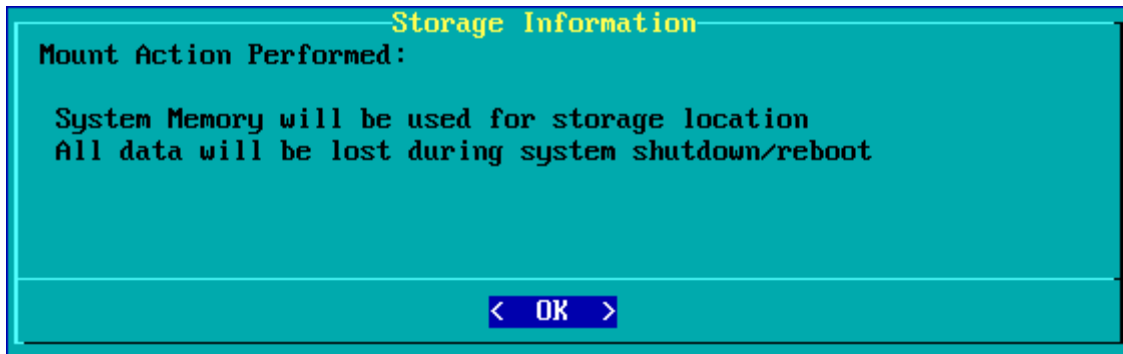 Storage Information
Mount Action Performed:
System Memory will be used for storage location
All data will be lost during system shutdown/reboot
< OK >